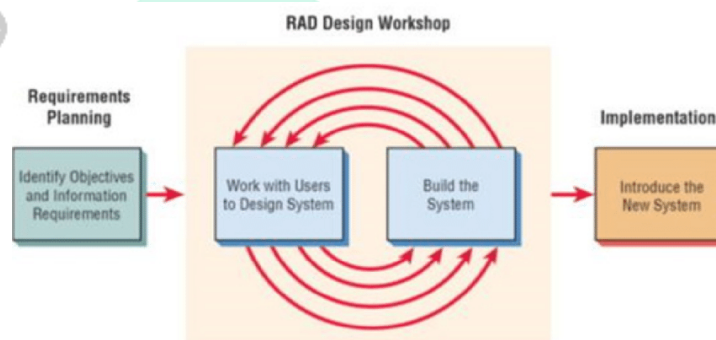 RAD Design Workshop
Requirements
Planning
Implementation
Identify Objectives
and Information
Requirements
Work with Users
to Design System
Build the
System
Introduce the
New System